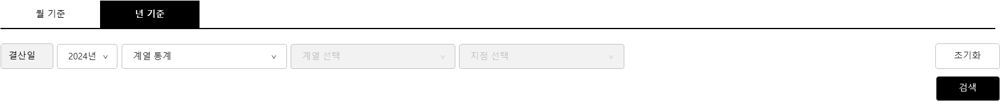 월 기준 년 기준
결산일 2024년 계열 통계 계열 선택 지점 선택 초기화
검색